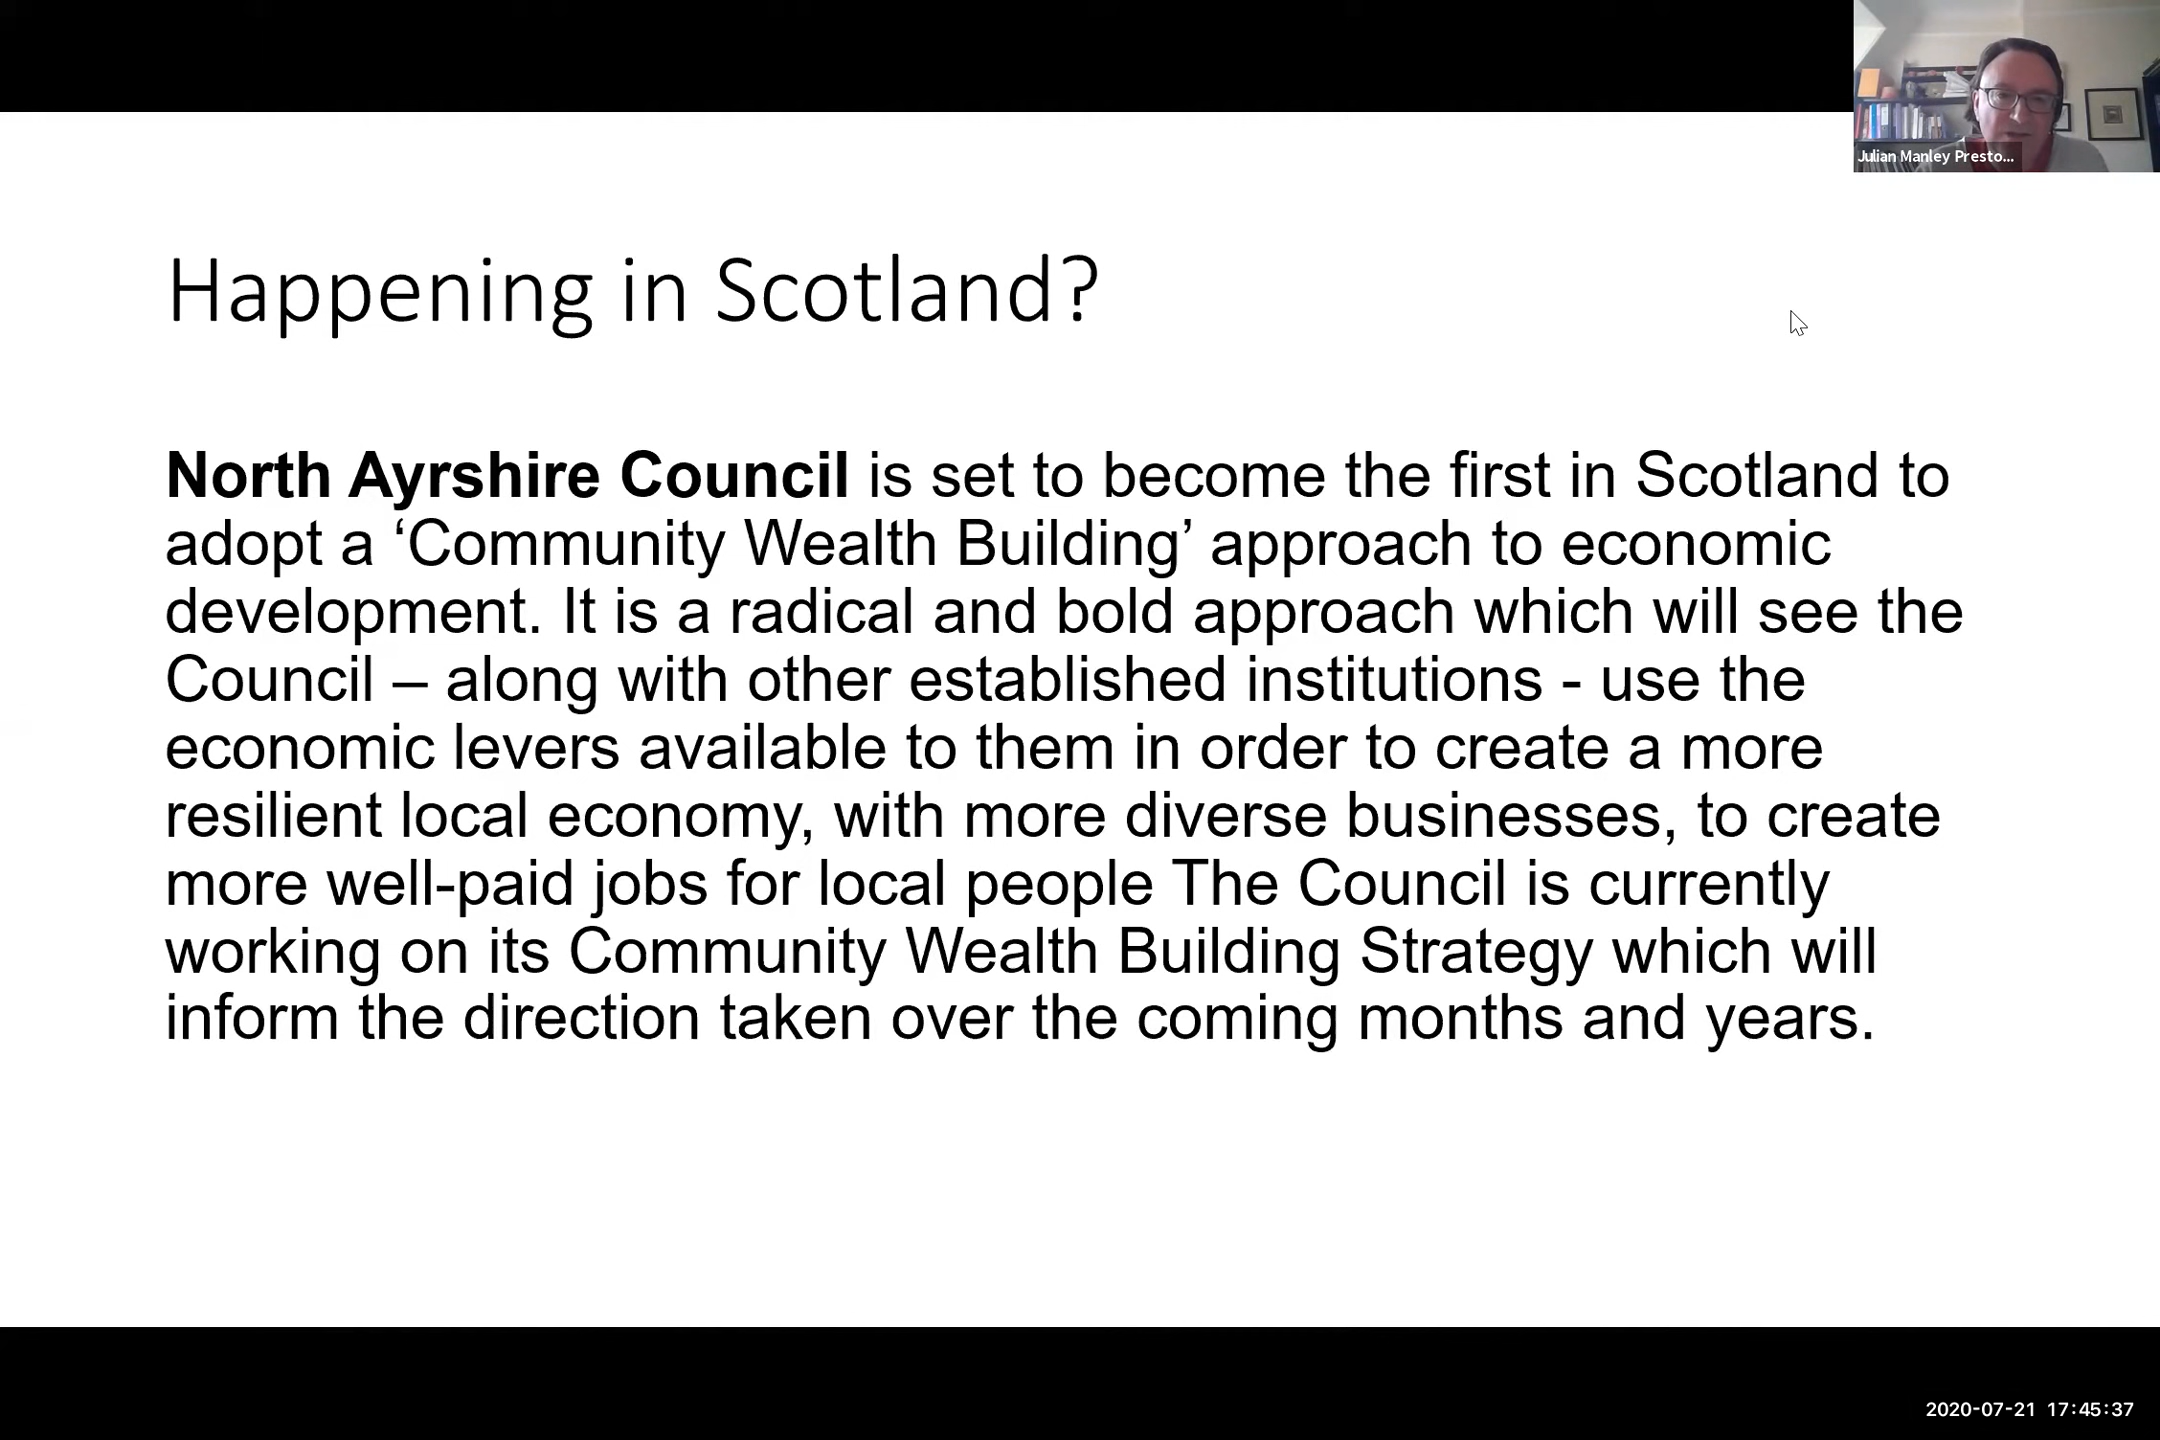 Julian Manley Presto...
Happening in Scotland?
North Ayrshire Council is set to become the first in Scotland to
adopt a ‘Community Wealth Building’ approach to economic
development. It is a radical and bold approach which will see the
Council – along with other established institutions - use the
economic levers available to them in order to create a more
resilient local economy, with more diverse businesses, to create
more well-paid jobs for local people The Council is currently
working on its Community Wealth Building Strategy which will
inform the direction taken over the coming months and years.
2020-07-21 17:45:37